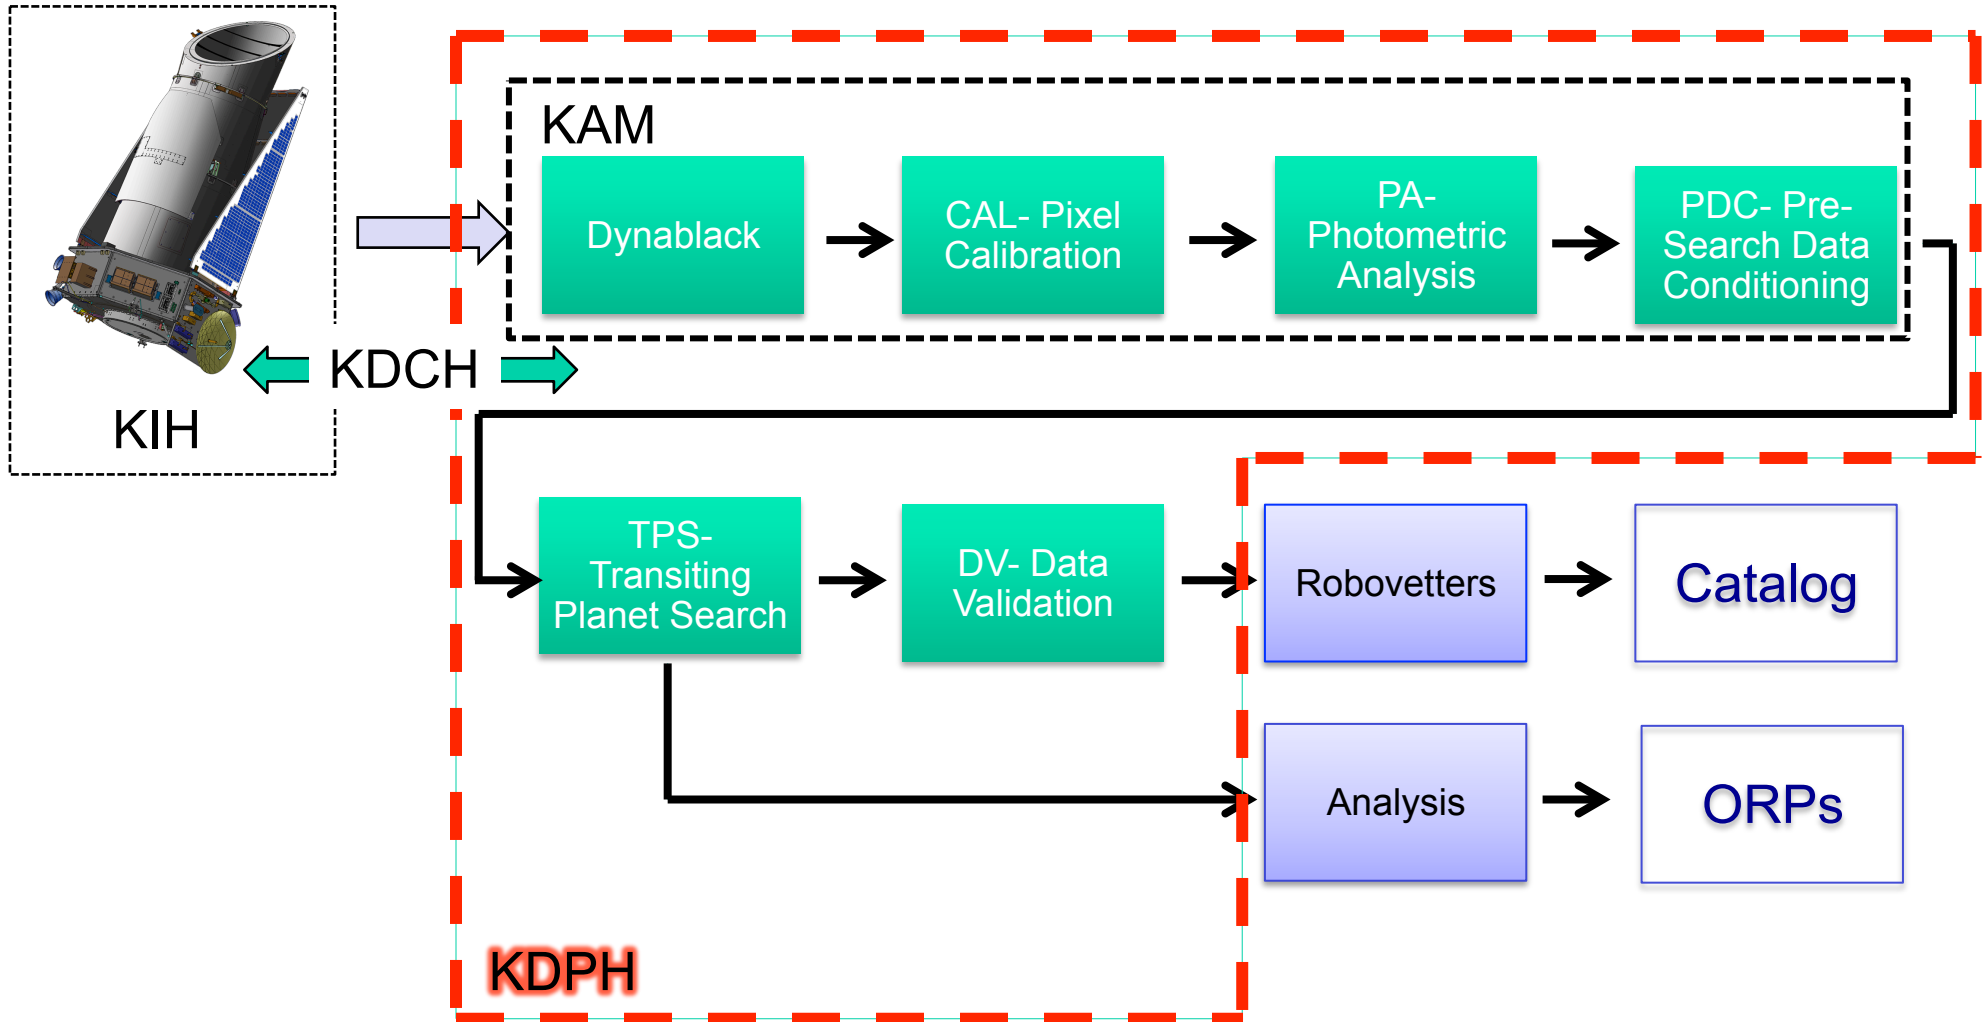 KAM
Dynablack
CAL- Pixel
Calibration
PA-
Photometric
Analysis
PDC- Pre-
Search Data
Conditioning
KDCH
KIH
TPS-
Transiting
Planet Search
DV- Data
Validation
Robovetters
Catalog
Analysis
ORPs
KDPH